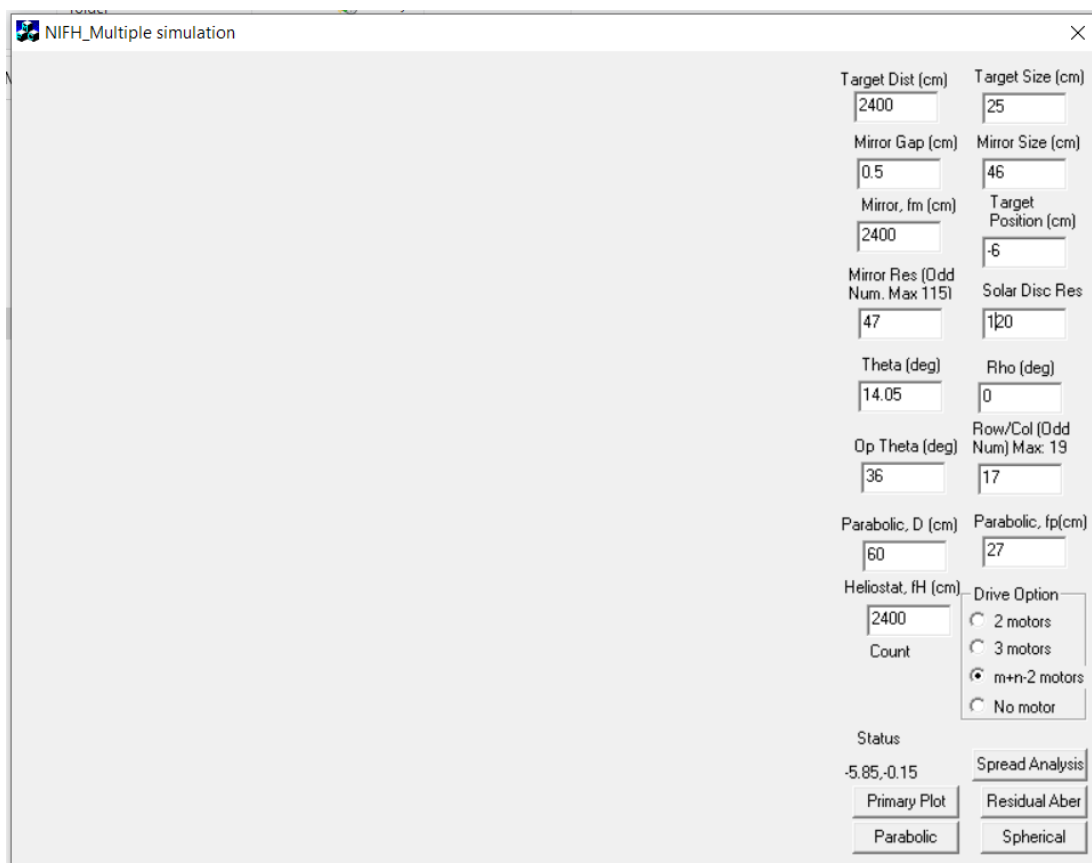 folder
NIFH_Multiple simulation
Target Dist (cm)
Target Size (cm)
2400
25
Mirror Gap (cm)
Mirror Size (cm)
0.5
46
Mirror, fm (cm)
Target
Position (cm)
2400
-6
Mirror Res (Odd
Num. Max 115)
Solar Disc Res
47
120
Theta (deg)
Rho (deg)
14.05
0
Op Theta (deg)
Row/Col (Odd
Num) Max: 19
36
17
Parabolic, D (cm)
Parabolic, fp(cm)
60
27
Heliostat, fH (cm)
Drive Option
2400
2 motors
Count
3 motors
m+n-2 motors
No motor
Status
-5.85,-0.15
Spread Analysis
Primary Plot
Residual Aber
Parabolic
Spherical